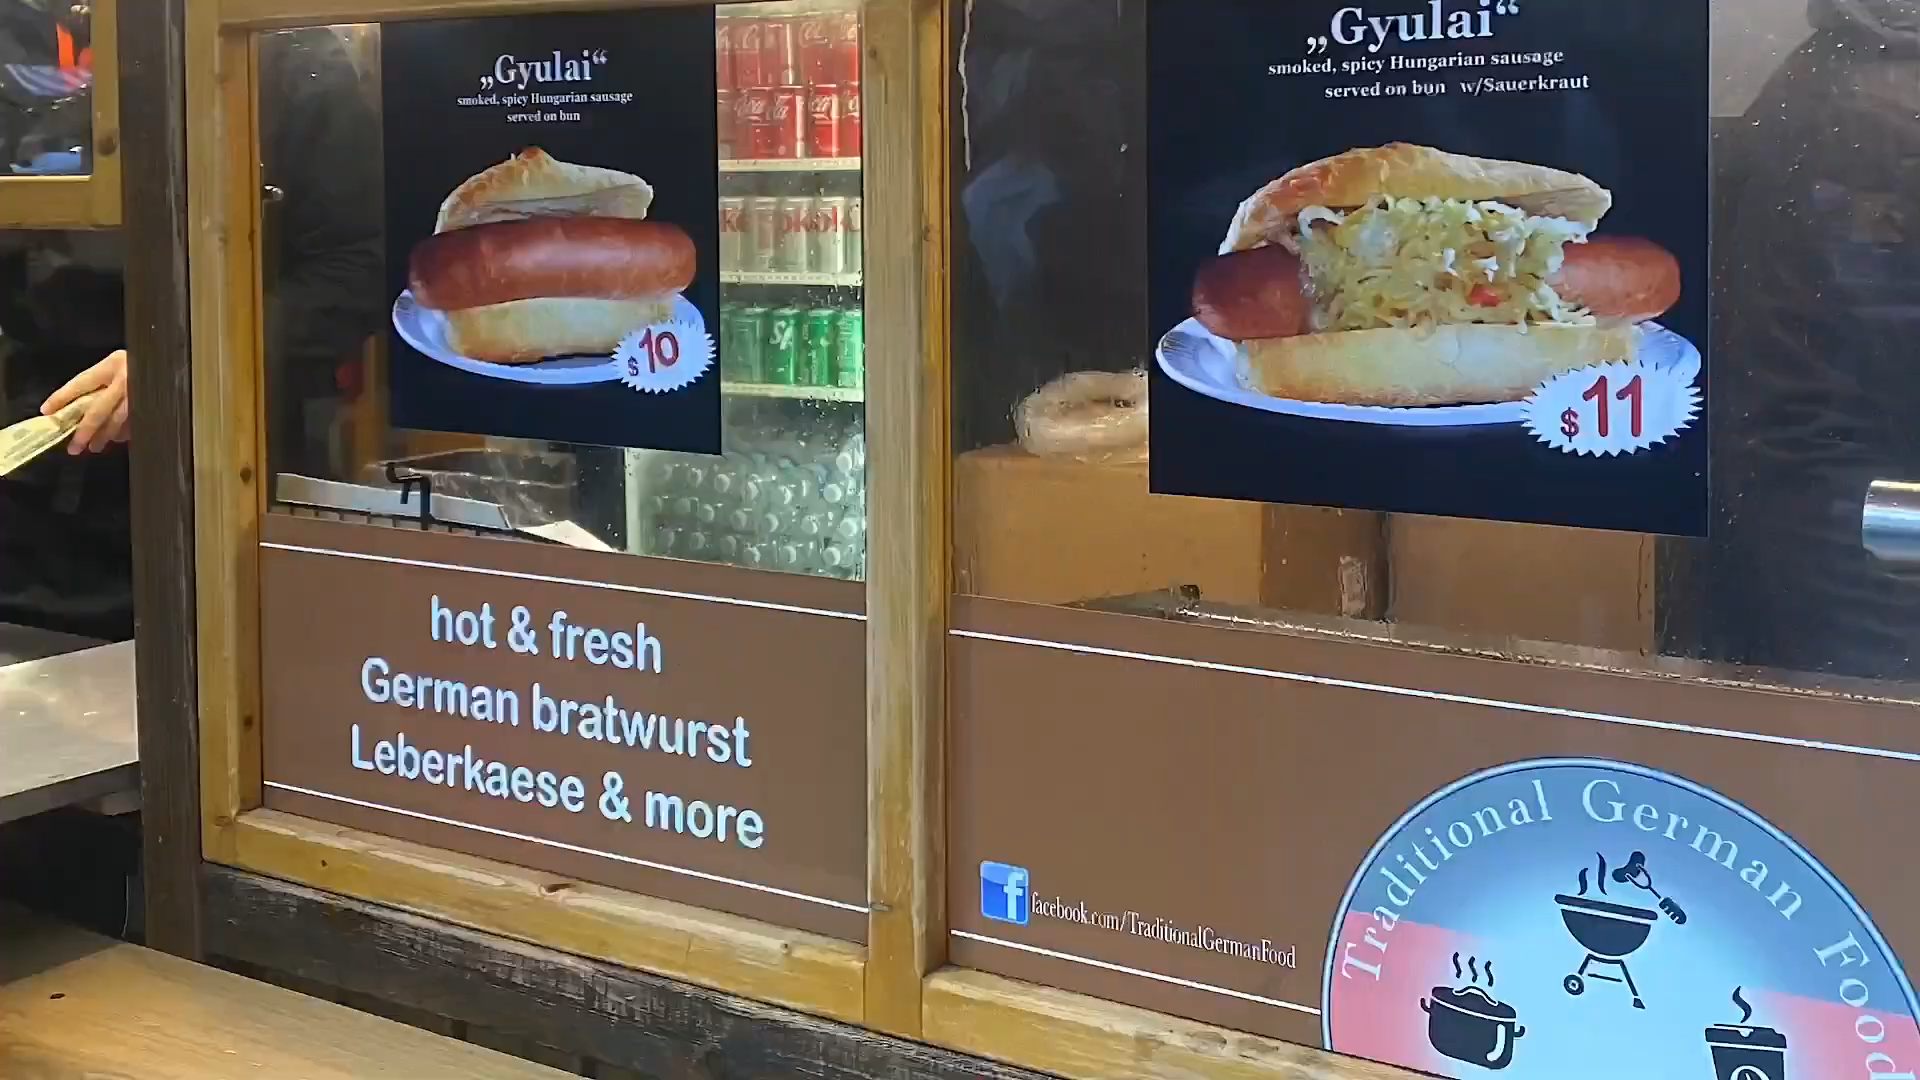 „Gyulai“
smoked, spicy Hungarian sausage
served on bun
$10
„Gyulai“
smoked, spicy Hungarian sausage
served on bun w/Sauerkraut
$11
hot & fresh
German bratwurst
Leberkaese & more
facebook.com/TraditionalGermanFood
Traditional German Food